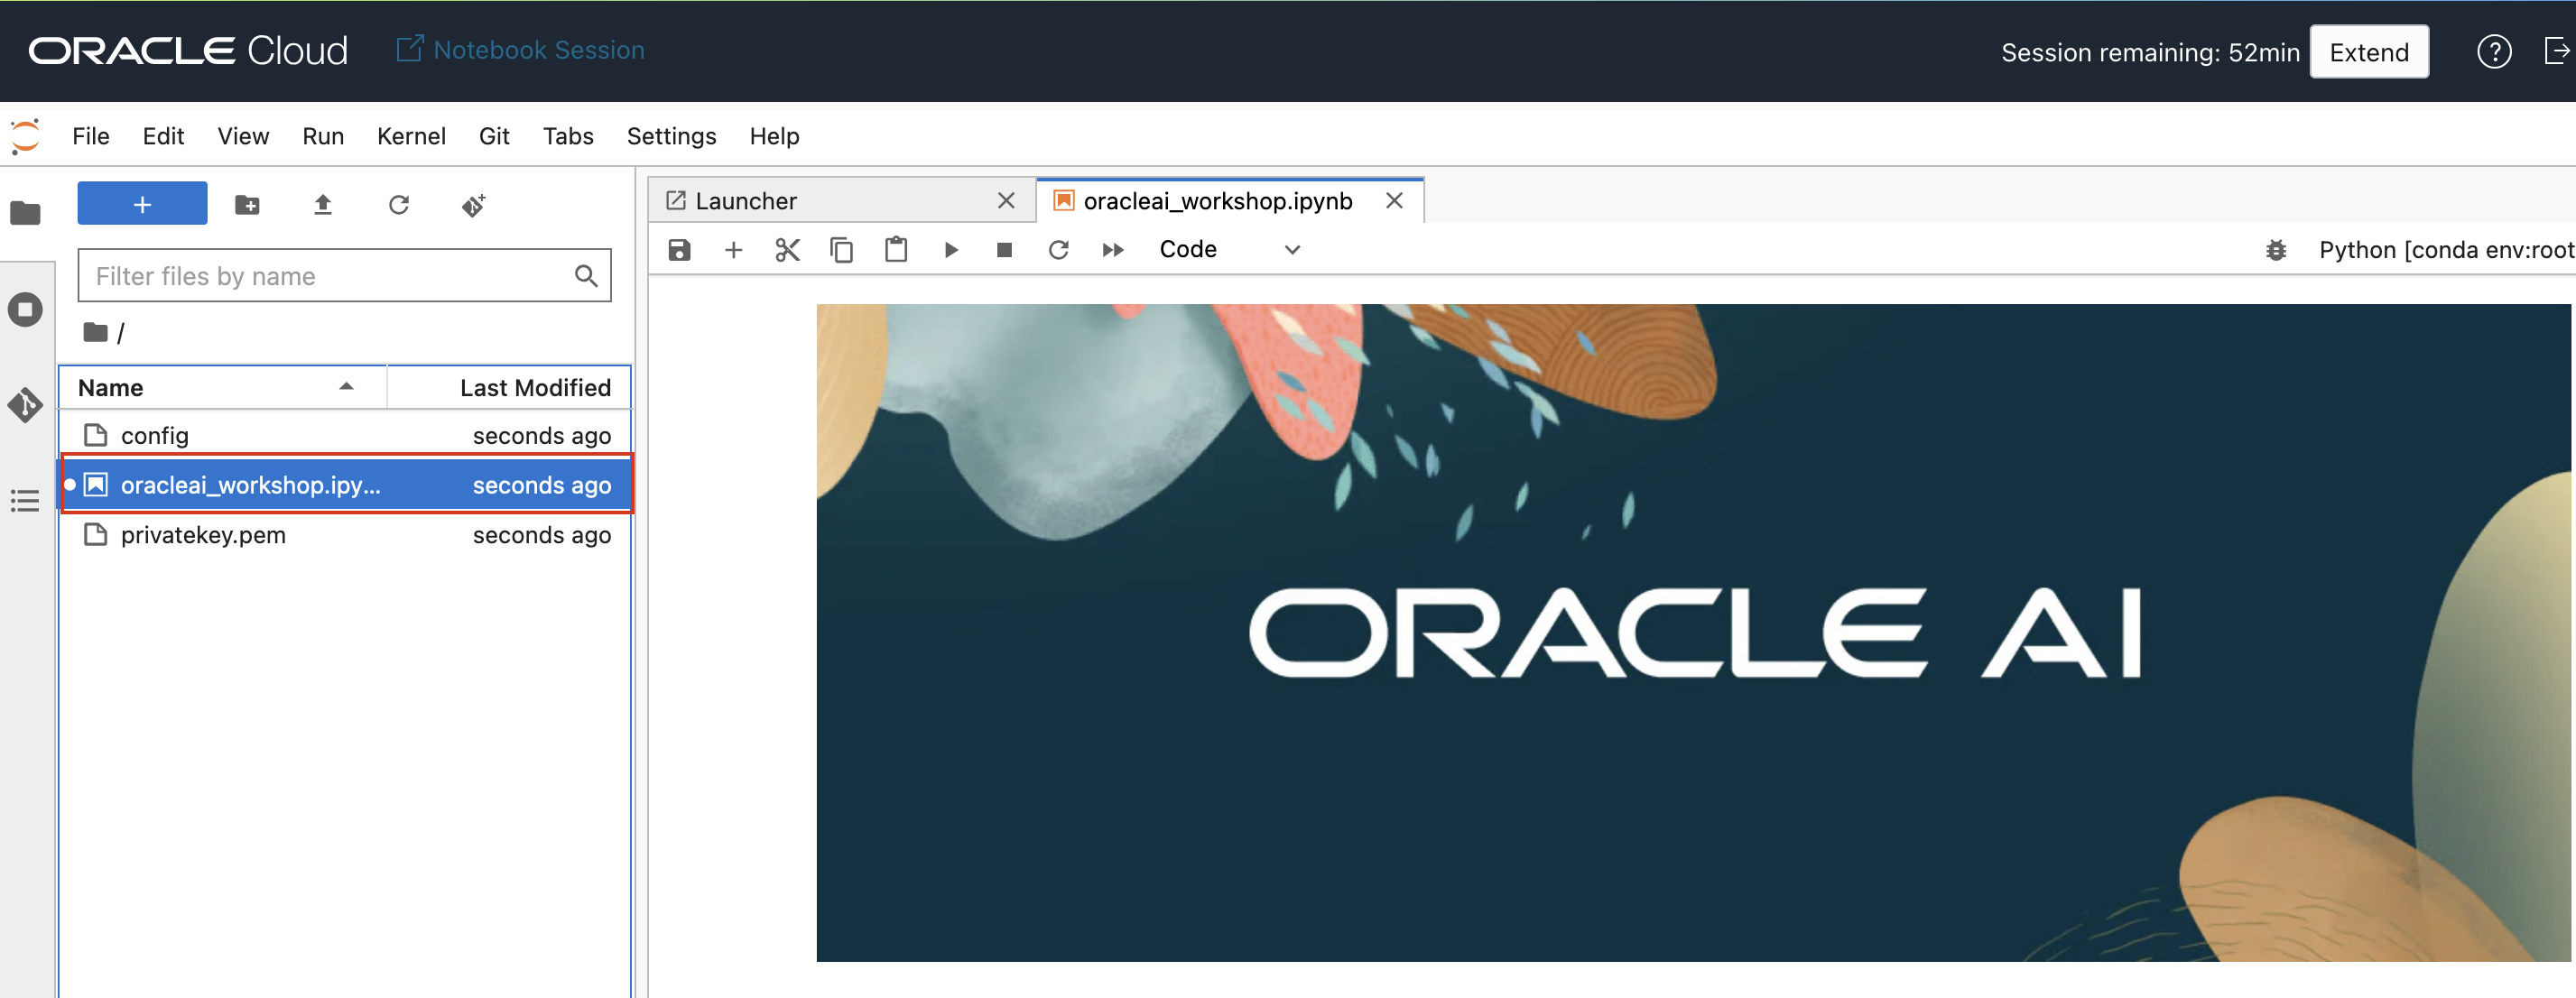 ORACLE Cloud Notebook Session Session remaining: 52min Extend ?
File Edit View Run Kernel Git Tabs Settings Help
+
Launcher oracleai_workshop.ipynb
Code Python [conda env:root
Filter files by name
/
Name Last Modified
config seconds ago
oracleai_workshop.ipy... seconds ago
privatekey.pem seconds ago
ORACLE AI